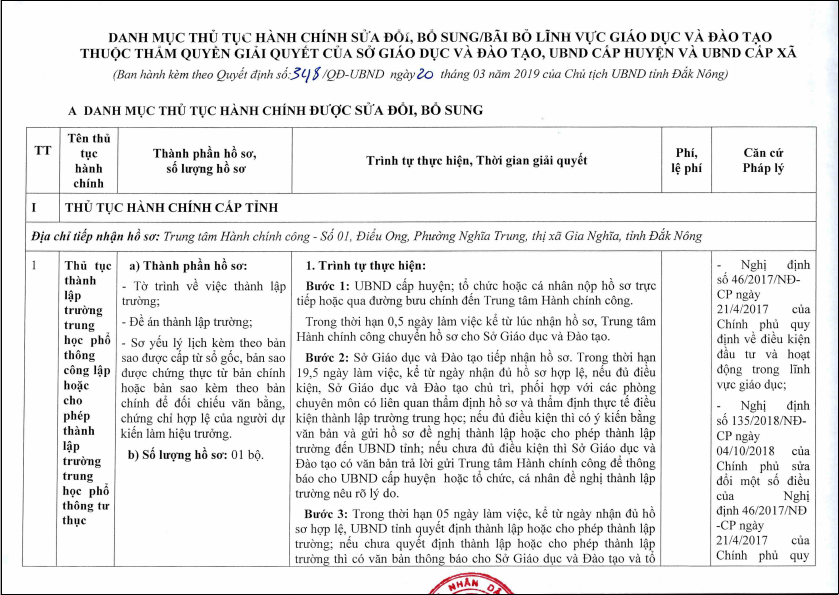 DANH MỤC THỦ TỤC HÀNH CHÍNH SỬA ĐỔI, BỔ SUNG/BÃI BỎ LĨNH VỰC GIÁO DỤC VÀ ĐÀO TẠO
THUỘC THẨM QUYỀN GIẢI QUYẾT CỦA SỞ GIÁO DỤC VÀ ĐÀO TẠO, UBND CẤP HUYỆN VÀ UBND CẤP XÃ
(Ban hành kèm theo Quyết định số:348/QĐ-UBND ngày 20 tháng 03 năm 2019 của Chủ tịch UBND tỉnh Đắk Nông)
A DANH MỤC THỦ TỤC HÀNH CHÍNH ĐƯỢC SỬA ĐỔI, BỔ SUNG
TT
Tên thủ
tục
hành
chính
Thành phần hồ sơ,
số lượng hồ sơ
Trình tự thực hiện, Thời gian giải quyết
Phí,
lệ phí
Căn cứ
Pháp lý
I THỦ TỤC HÀNH CHÍNH CẤP TỈNH
Địa chỉ tiếp nhận hồ sơ: Trung tâm Hành chính công - Số 01, Điểu Ong, Phường Nghĩa Trung, thị xã Gia Nghĩa, tỉnh Đắk Nông
1
Thủ tục
thành
lập
trường
trung
học phổ
thông
công lập
hoặc
cho
phép
thành
lập
trường
trung
học phổ
thông tư
thục
a) Thành phần hồ sơ:
- Tờ trình về việc thành lập
trường;
- Đề án thành lập trường;
- Sơ yếu lý lịch kèm theo bản
sao được cấp từ sổ gốc, bản sao
được chứng thực từ bản chính
hoặc bản sao kèm theo bản
chính để đối chiếu văn bằng,
chứng chỉ hợp lệ của người dự
kiến làm hiệu trưởng.
b) Số lượng hồ sơ: 01 bộ.
1. Trình tự thực hiện:
Bước 1: UBND cấp huyện; tổ chức hoặc cá nhân nộp hồ sơ trực
tiếp hoặc qua đường bưu chính đến Trung tâm Hành chính công.
Trong thời hạn 0,5 ngày làm việc kể từ lúc nhận hồ sơ, Trung tâm
Hành chính công chuyển hồ sơ cho Sở Giáo dục và Đào tạo.
Bước 2: Sở Giáo dục và Đào tạo tiếp nhận hồ sơ. Trong thời hạn
19,5 ngày làm việc, kể từ ngày nhận đủ hồ sơ hợp lệ, nếu đủ điều
kiện, Sở Giáo dục và Đào tạo chủ trì, phối hợp với các phòng
chuyên môn có liên quan thẩm định hồ sơ và thẩm định thực tế điều
kiện thành lập trường trung học; nếu đủ điều kiện thì có ý kiến bằng
văn bản và gửi hồ sơ đề nghị thành lập hoặc cho phép thành lập
trường đến UBND tỉnh; nếu chưa đủ điều kiện thì Sở Giáo dục và
Đào tạo có văn bản trả lời gửi Trung tâm Hành chính công để thông
báo cho UBND cấp huyện hoặc tổ chức, cá nhân đề nghị thành lập
trường nêu rõ lý do.
Bước 3: Trong thời hạn 05 ngày làm việc, kể từ ngày nhận đủ hồ
sơ hợp lệ, UBND tỉnh quyết định thành lập hoặc cho phép thành lập
trường; nếu chưa quyết định thành lập hoặc cho phép thành lập
trường thì có văn bản thông báo cho Sở Giáo dục và Đào tạo và tổ
- Nghị định
số 46/2017/NĐ-
CP ngày
21/4/2017 của
Chính phủ quy
định về điều kiện
đầu tư và hoạt
động trong lĩnh
vực giáo dục;
- Nghị định
số 135/2018/NĐ-
CP ngày
04/10/2018 của
Chính phủ sửa
đổi một số điều
của Nghị
định 46/2017/NĐ
-CP ngày
21/4/2017 của
Chính phủ quy
NHÂN DÂ